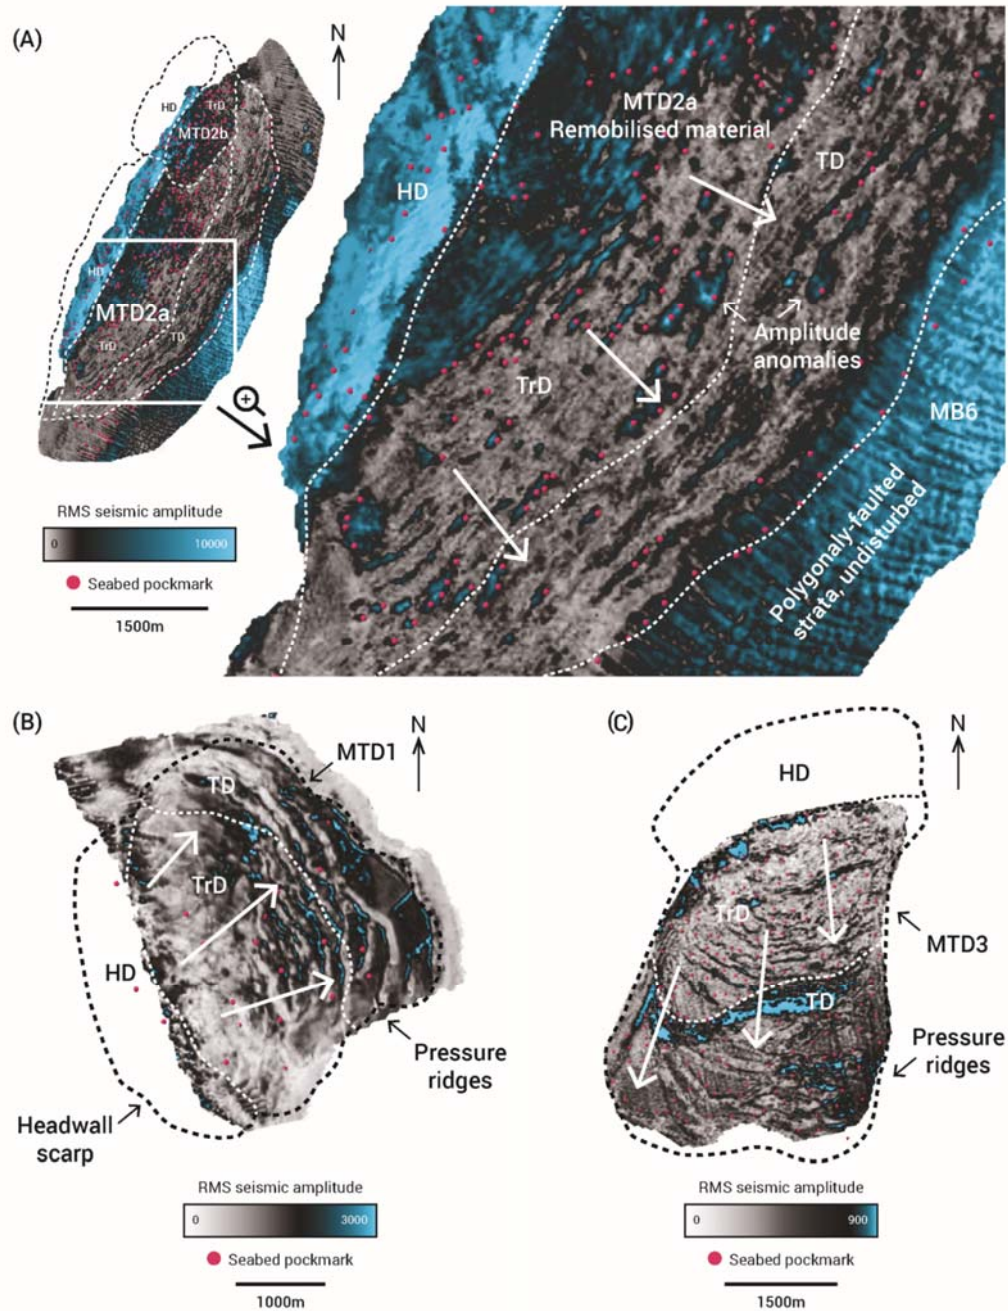 (A)
N
HD
TrD
MTD2b
HD
MTD2a
TrD
TD
RMS seismic amplitude
0
10000
Seabed pockmark
1500m
MTD2a
Remobilised material
HD
TD
TrD
Amplitude
anomalies
MB6
Polygonaly-faulted
strata, undisturbed
(B)
N
MTD1
TD
TrD
HD
Pressure
ridges
Headwall
scarp
RMS seismic amplitude
0
3000
Seabed pockmark
1000m
(C)
N
HD
TrD
MTD3
TD
Pressure
ridges
RMS seismic amplitude
0
900
Seabed pockmark
1500m